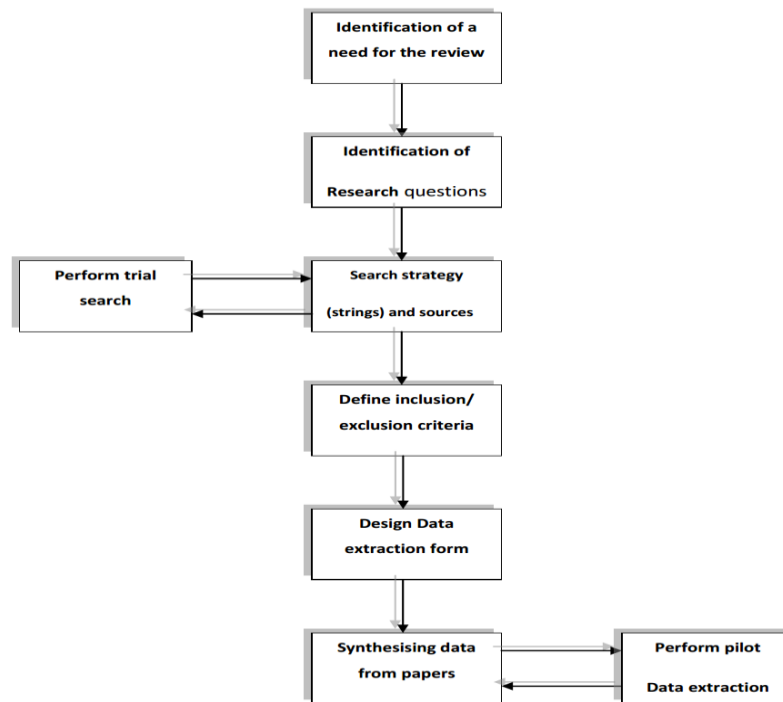 Identification of a
need for the review
Identification of
Research questions
Perform trial
search
Search strategy
(strings) and sources
Define inclusion/
exclusion criteria
Design Data
extraction form
Synthesising data
from papers
Perform pilot
Data extraction